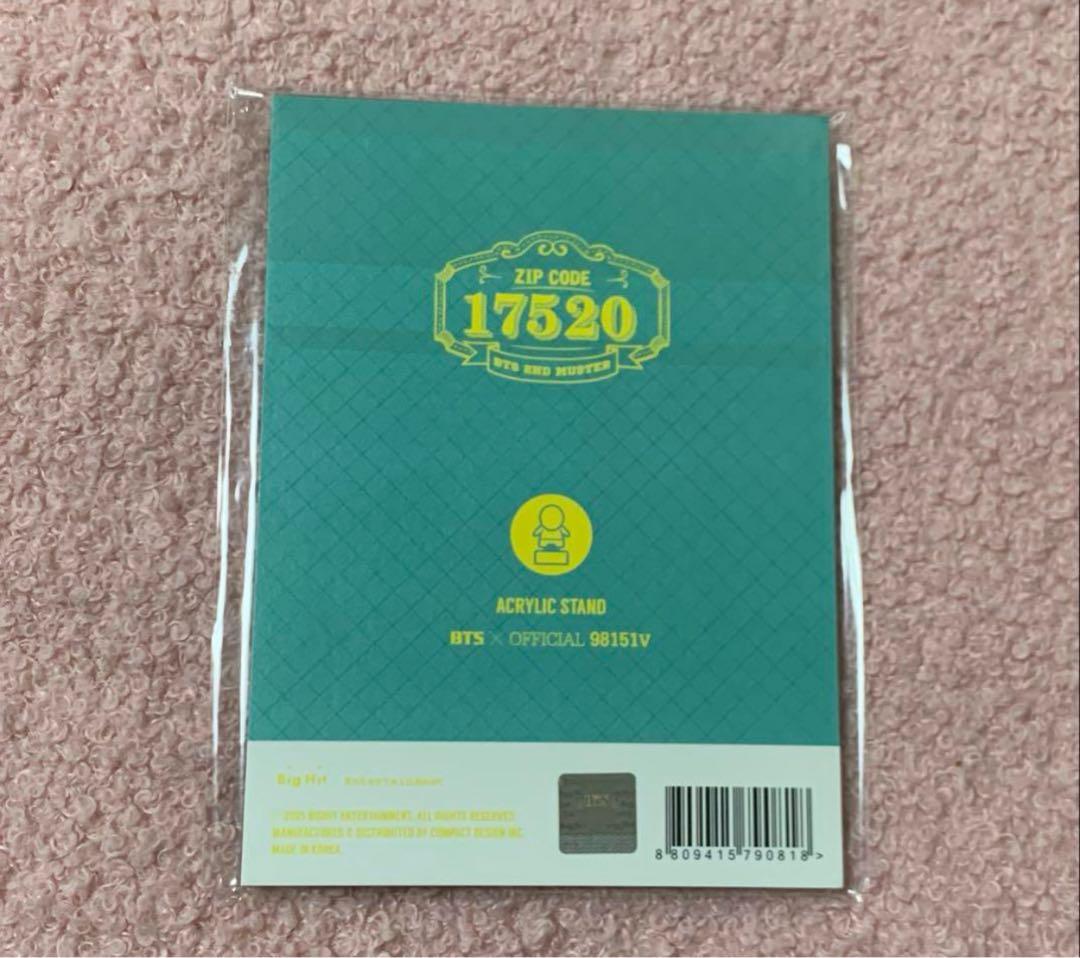 ZIP CODE
17520
BTS 2ND MUSTER
ACRYLIC STAND
BTS × OFFICIAL 98151V
Big Hit ENTERTAINMENT
2015 BIGHIT ENTERTAINMENT. ALL RIGHTS RESERVED.
MANUFACTURED & DISTRIBUTED BY COMPACT DESIGN INC.
MADE IN KOREA
8 809415 790818 >